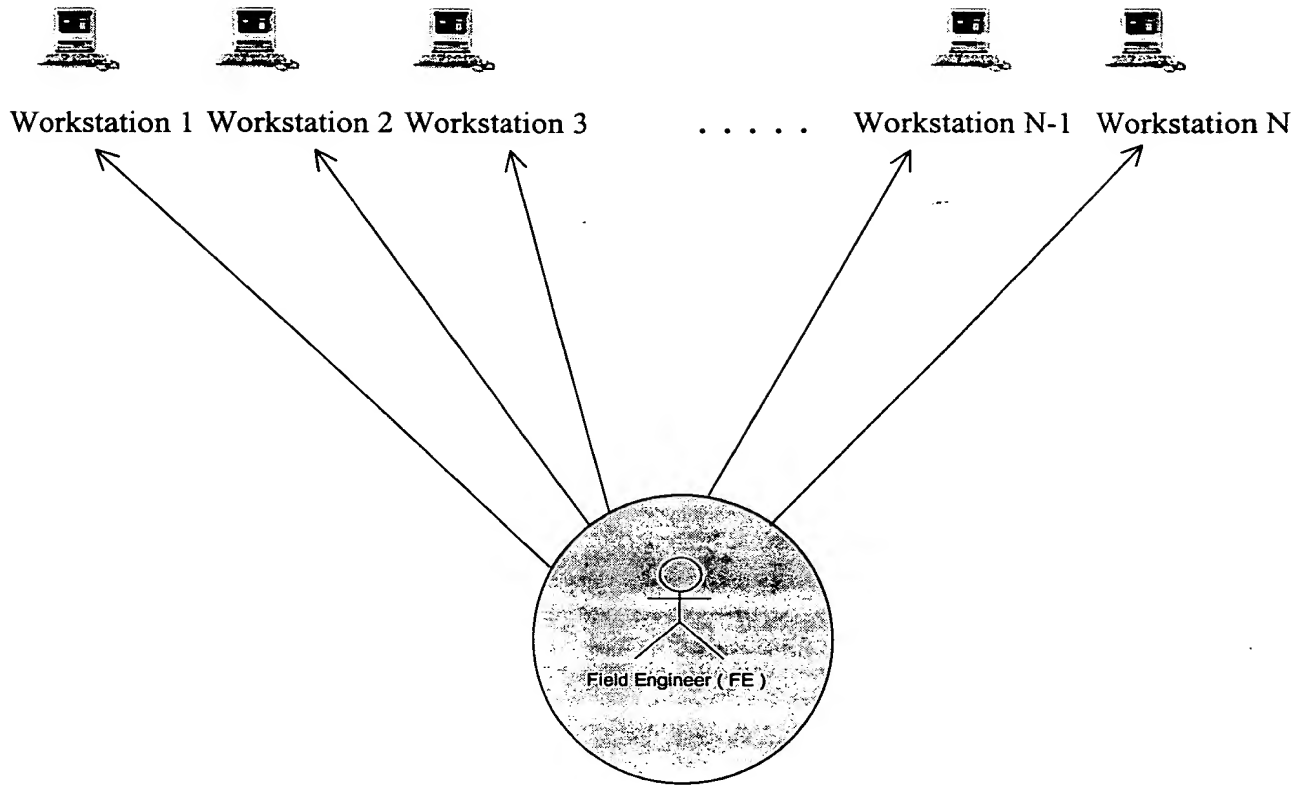 Workstation 1 Workstation 2 Workstation 3 . . . . . Workstation N-1 Workstation N
Field Engineer ( FE )